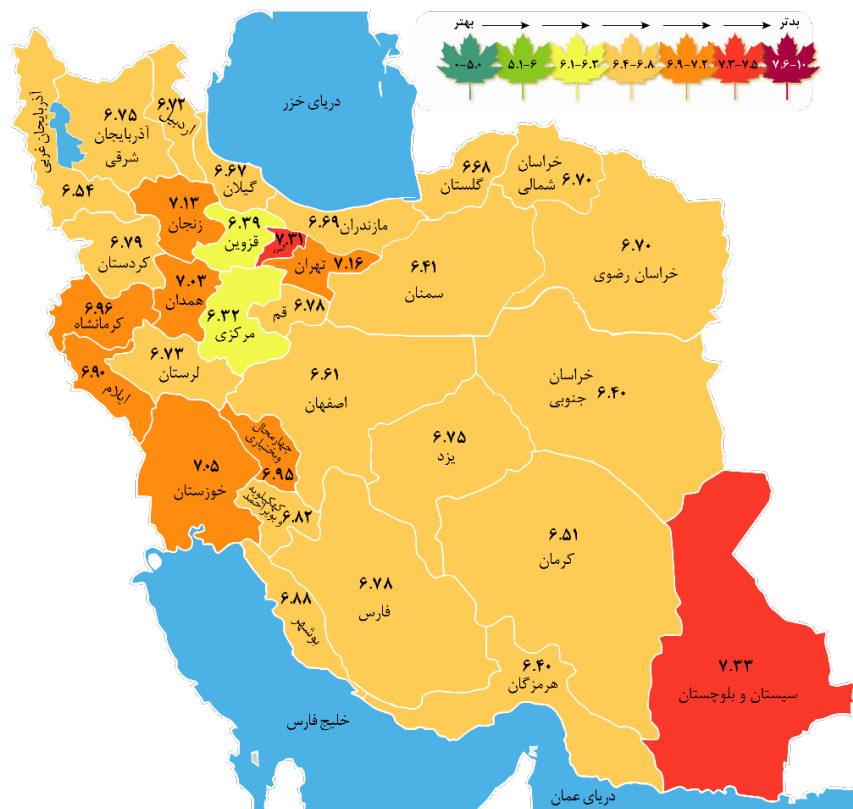 بهتر
بدتر
۰-۵.۰
۵.۱-۶
۶.۱-۶.۳
۶.۴-۶.۸
۶.۹-۷.۲
۷.۳-۷.۵
۷.۶-۱۰
دریای خزر
آذربایجان غربی
۶.۵۴
۶.۷۵
آذربایجان
شرقی
۶.۷۲
اردبیل
۶.۶۷
گیلان
۷.۱۳
زنجان
۶.۳۹
قزوین
۷.۳۱
البرز
۷.۱۶
تهران
مازندران ۶.۶۹
۶.۶۸
گلستان
خراسان
شمالی
۶.۷۰
۶.۷۰
خراسان رضوی
۶.۴۱
سمنان
۶.۷۹
کردستان
۷.۰۳
همدان
۶.۳۲
مرکزی
۶.۷۸
قم
۶.۹۶
کرمانشاه
۶.۷۳
لرستان
۶.۹۰
ایلام
۶.۶۱
اصفهان
خراسان
جنوبی
۶.۴۰
۶.۷۵
یزد
چهارمحال
وبختیاری
۶.۹۵
۷.۰۵
خوزستان
کهکیلویه
و بویراحمد
۶.۸۲
۶.۵۱
کرمان
۶.۷۸
فارس
۶.۸۸
بوشهر
۶.۴۰
هرمزگان
۷.۳۳
سیستان و بلوچستان
خلیج فارس
دریای عمان